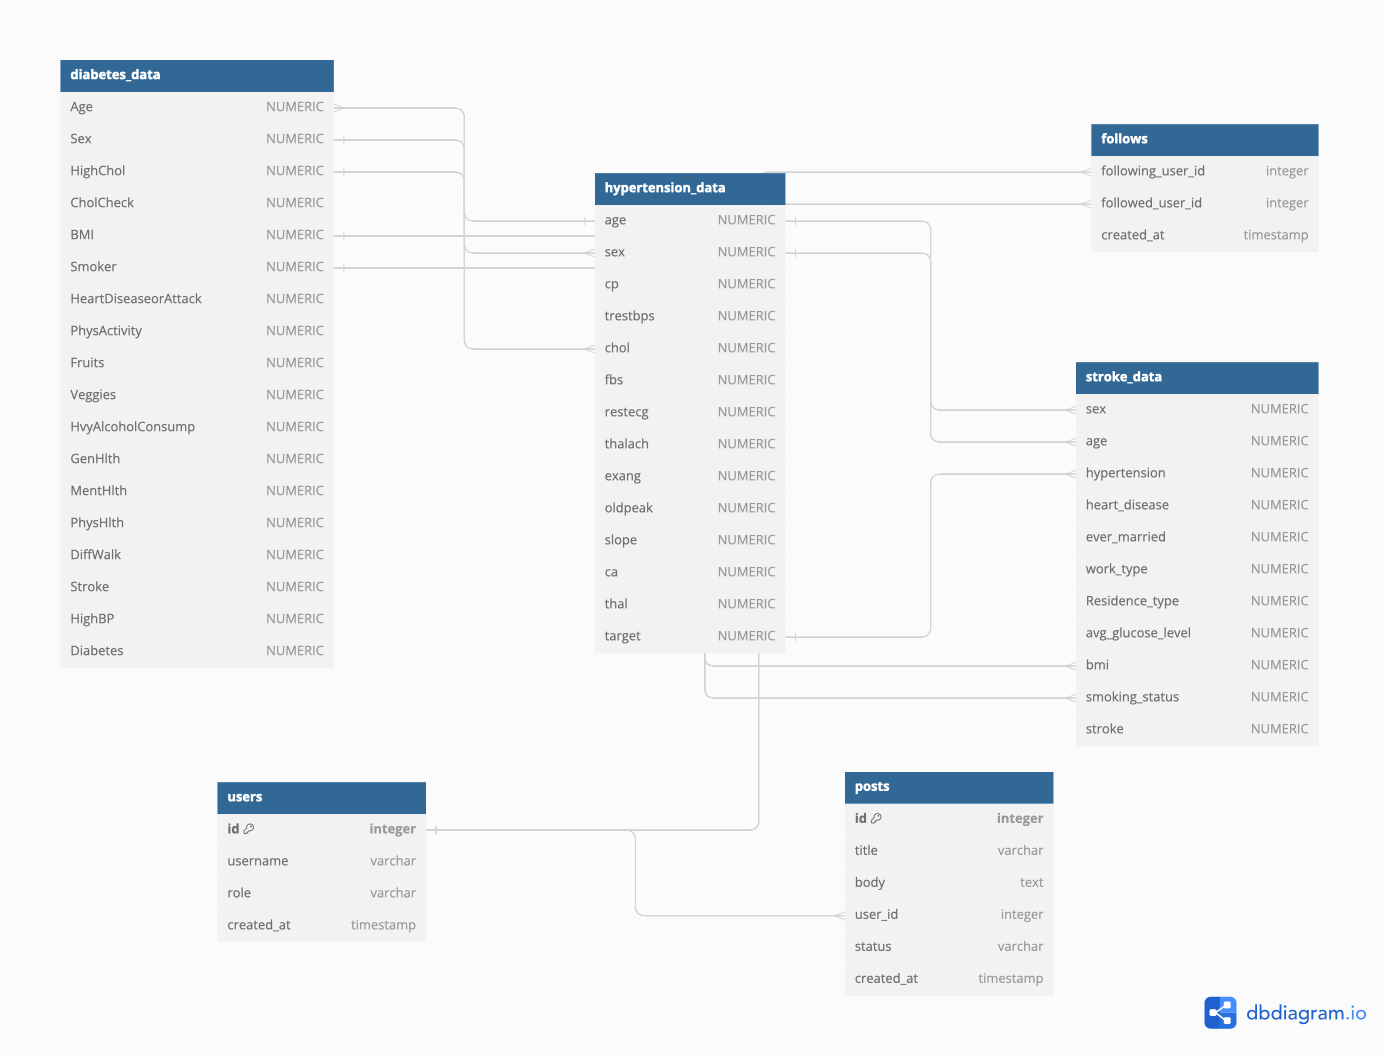 diabetes_data
Age NUMERIC
Sex NUMERIC
HighChol NUMERIC
CholCheck NUMERIC
BMI NUMERIC
Smoker NUMERIC
HeartDiseaseorAttack NUMERIC
PhysActivity NUMERIC
Fruits NUMERIC
Veggies NUMERIC
HvyAlcoholConsump NUMERIC
GenHlth NUMERIC
MentHlth NUMERIC
PhysHlth NUMERIC
DiffWalk NUMERIC
Stroke NUMERIC
HighBP NUMERIC
Diabetes NUMERIC
hypertension_data
age NUMERIC
sex NUMERIC
cp NUMERIC
trestbps NUMERIC
chol NUMERIC
fbs NUMERIC
restecg NUMERIC
thalach NUMERIC
exang NUMERIC
oldpeak NUMERIC
slope NUMERIC
ca NUMERIC
thal NUMERIC
target NUMERIC
follows
following_user_id integer
followed_user_id integer
created_at timestamp
stroke_data
sex NUMERIC
age NUMERIC
hypertension NUMERIC
heart_disease NUMERIC
ever_married NUMERIC
work_type NUMERIC
Residence_type NUMERIC
avg_glucose_level NUMERIC
bmi NUMERIC
smoking_status NUMERIC
stroke NUMERIC
users
id integer
username varchar
role varchar
created_at timestamp
posts
id integer
title varchar
body text
user_id integer
status varchar
created_at timestamp
dbdiagram.io